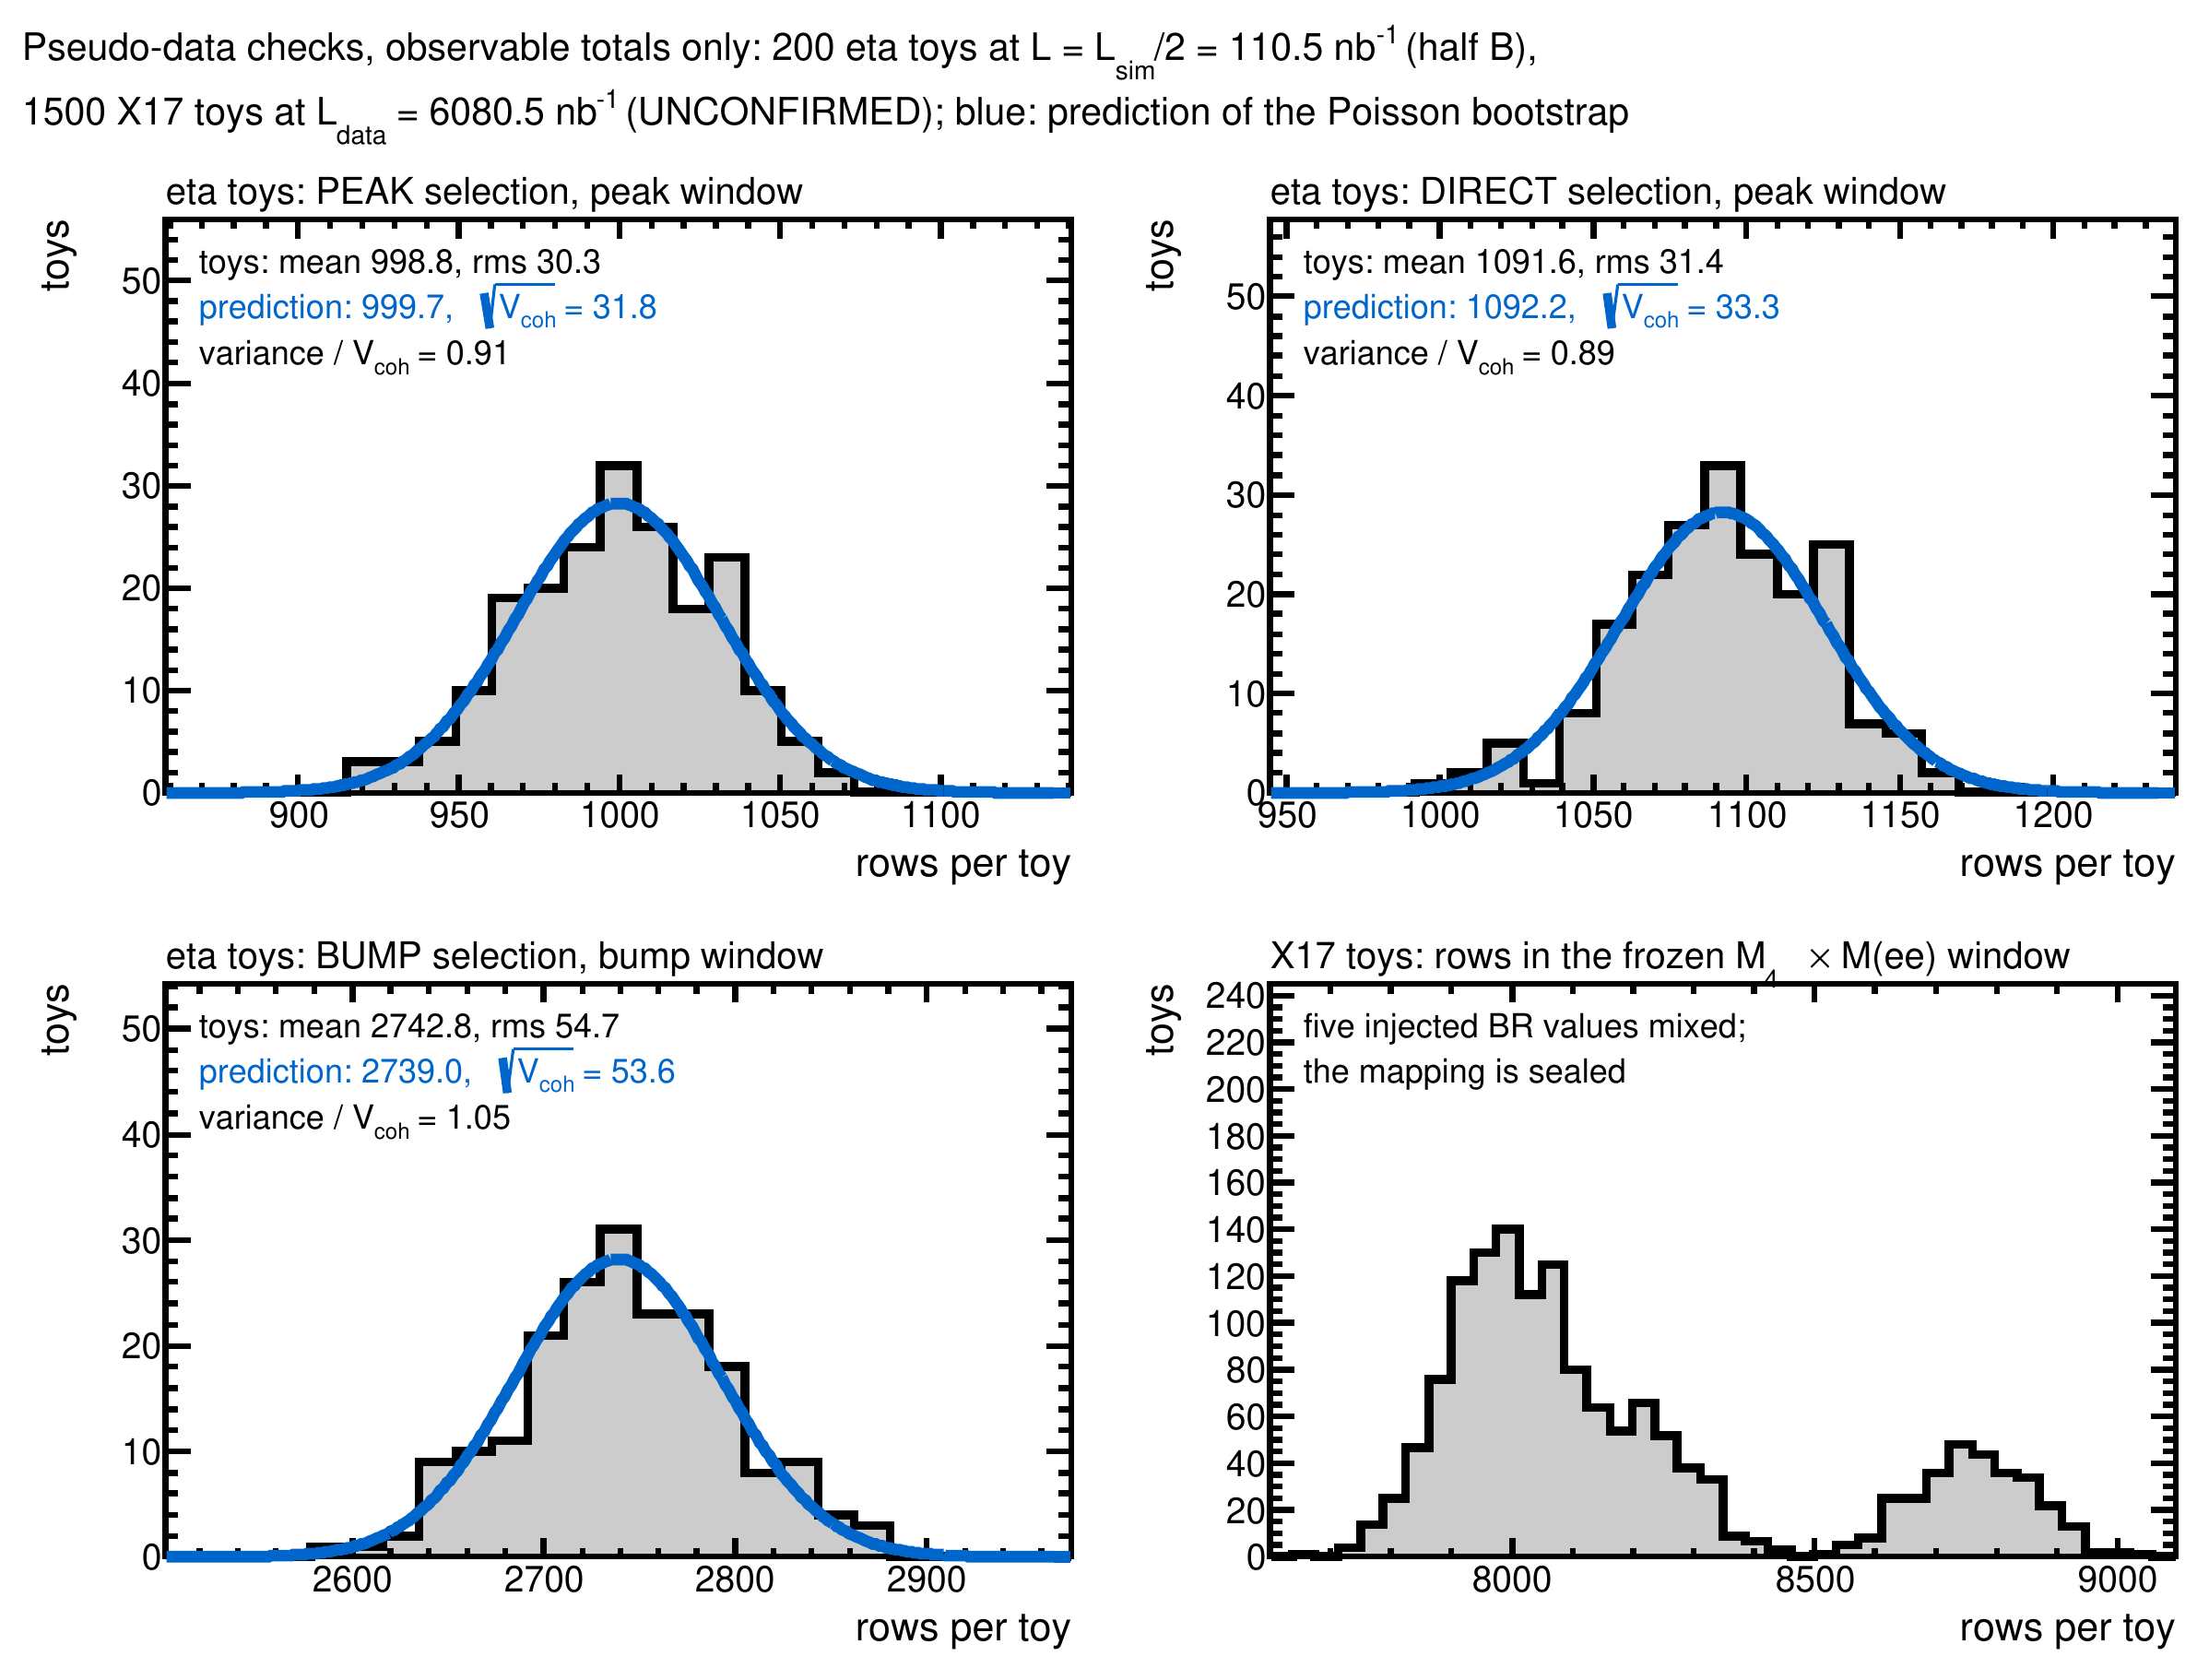 Pseudo-data checks, observable totals only: 200 eta toys at L = L_sim/2 = 110.5 nb^-1 (half B),
1500 X17 toys at L_data = 6080.5 nb^-1 (UNCONFIRMED); blue: prediction of the Poisson bootstrap
eta toys: PEAK selection, peak window
toys
toys: mean 998.8, rms 30.3
prediction: 999.7, √V_coh = 31.8
variance / V_coh = 0.91
50
40
30
20
10
0
900 950 1000 1050 1100
rows per toy
eta toys: DIRECT selection, peak window
toys
toys: mean 1091.6, rms 31.4
prediction: 1092.2, √V_coh = 33.3
variance / V_coh = 0.89
50
40
30
20
10
0
950 1000 1050 1100 1150 1200
rows per toy
eta toys: BUMP selection, bump window
toys
toys: mean 2742.8, rms 54.7
prediction: 2739.0, √V_coh = 53.6
variance / V_coh = 1.05
50
40
30
20
10
0
2600 2700 2800 2900
rows per toy
X17 toys: rows in the frozen M_4 × M(ee) window
toys
five injected BR values mixed;
the mapping is sealed
240
220
200
180
160
140
120
100
80
60
40
20
0
8000 8500 9000
rows per toy